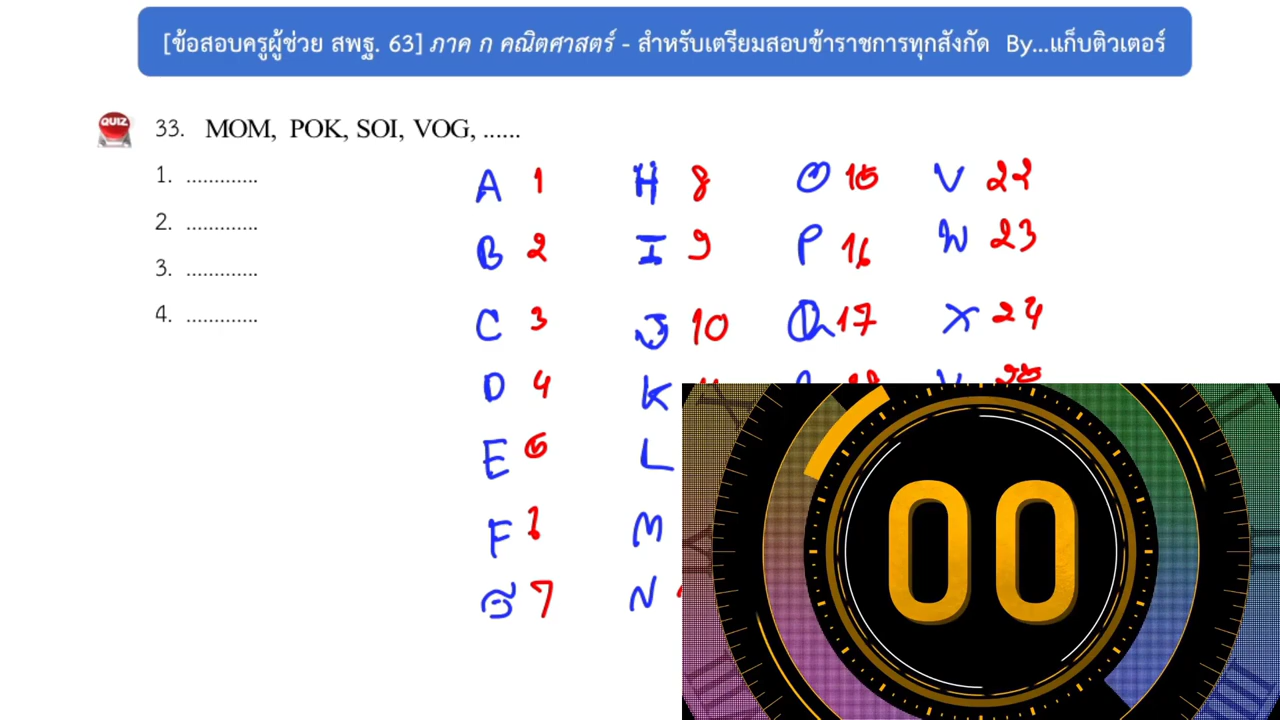 [ข้อสอบครูผู้ช่วย สพฐ. 63] ภาค ก คณิตศาสตร์ - สำหรับเตรียมสอบข้าราชการทุกสังกัด By...แก็บติวเตอร์
QUIZ
33. MOM, POK, SOI, VOG, ......
1. .............
2. .............
3. .............
4. .............
A 1 H 8 O 15 V 22
B 2 I 9 P 16 W 23
C 3 J 10 Q 17 X 24
D 4 K
E 5 L
F 6 M
G 7 N
00